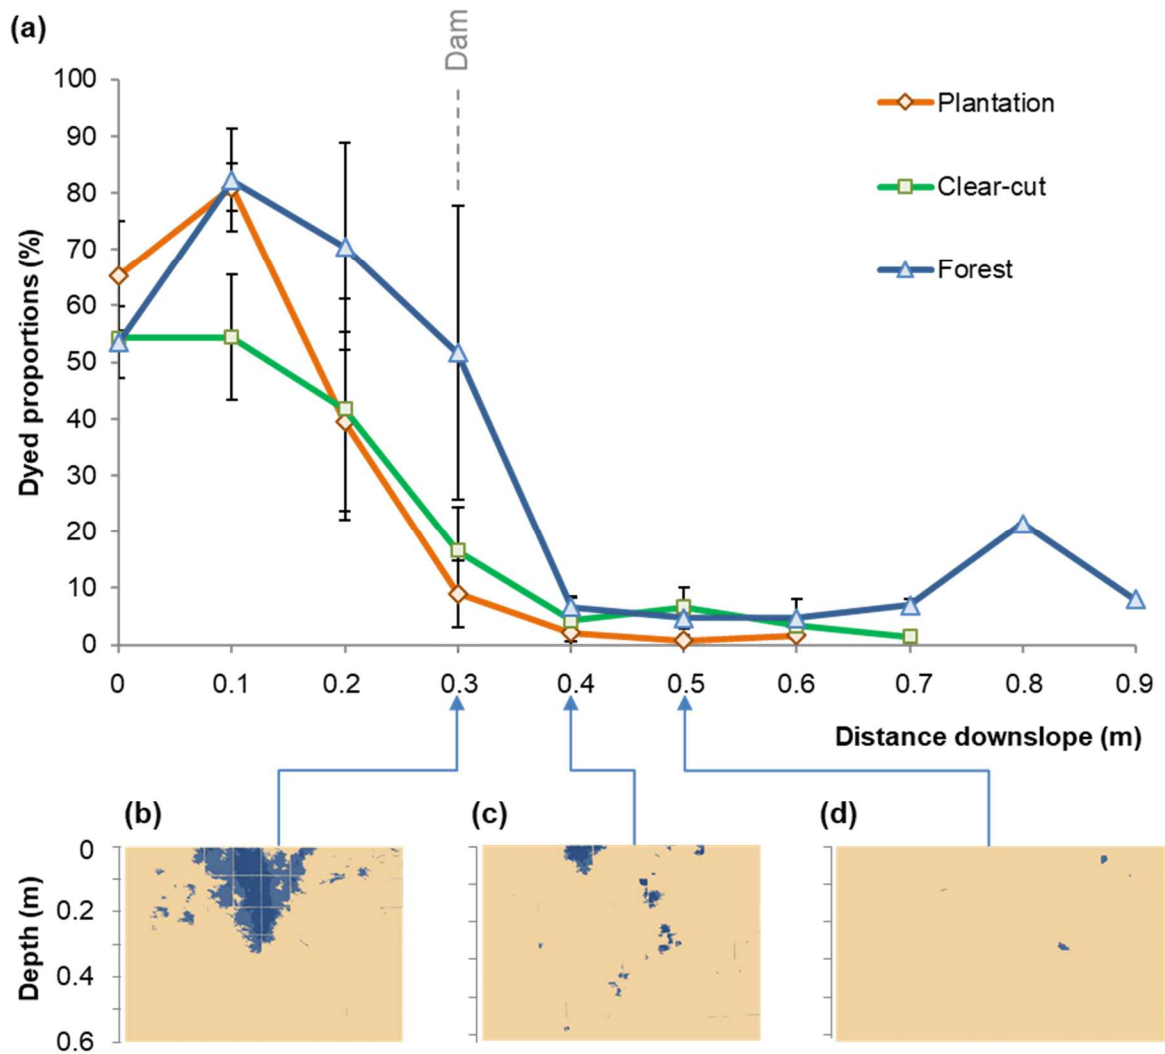 (a)
Dam
100
90
80
70
60
50
40
30
20
10
0
Dyed proportions (%)
Plantation
Clear-cut
Forest
0 0.1 0.2 0.3 0.4 0.5 0.6 0.7 0.8 0.9
Distance downslope (m)
(b) (c) (d)
0
0.2
0.4
0.6
Depth (m)